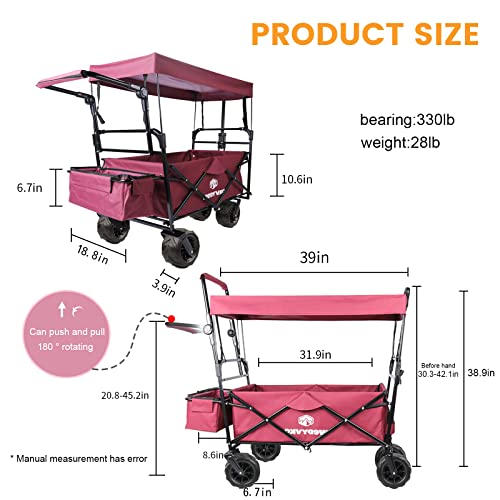 PRODUCT SIZE
bearing:330lb
weight:28lb
6.7in
10.6in
18.8in
3.9in
39in
Can push and pull
180 ° rotating
31.9in
Before hand
30.3-42.1in
38.9in
20.8-45.2in
8.6in
* Manual measurement has error
6.7in